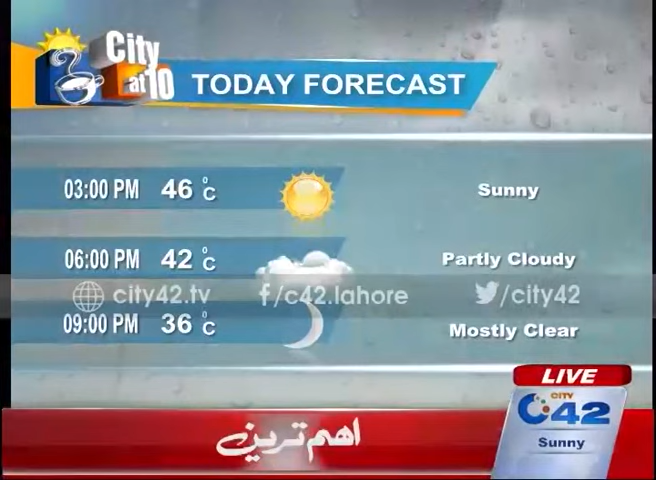 City
at 10
TODAY FORECAST
03:00 PM 46 °C Sunny
06:00 PM 42 °C Partly Cloudy
city42.tv f/c42.lahore /city42
09:00 PM 36 °C Mostly Clear
LIVE
CITY
C42
Sunny
اهم ترین